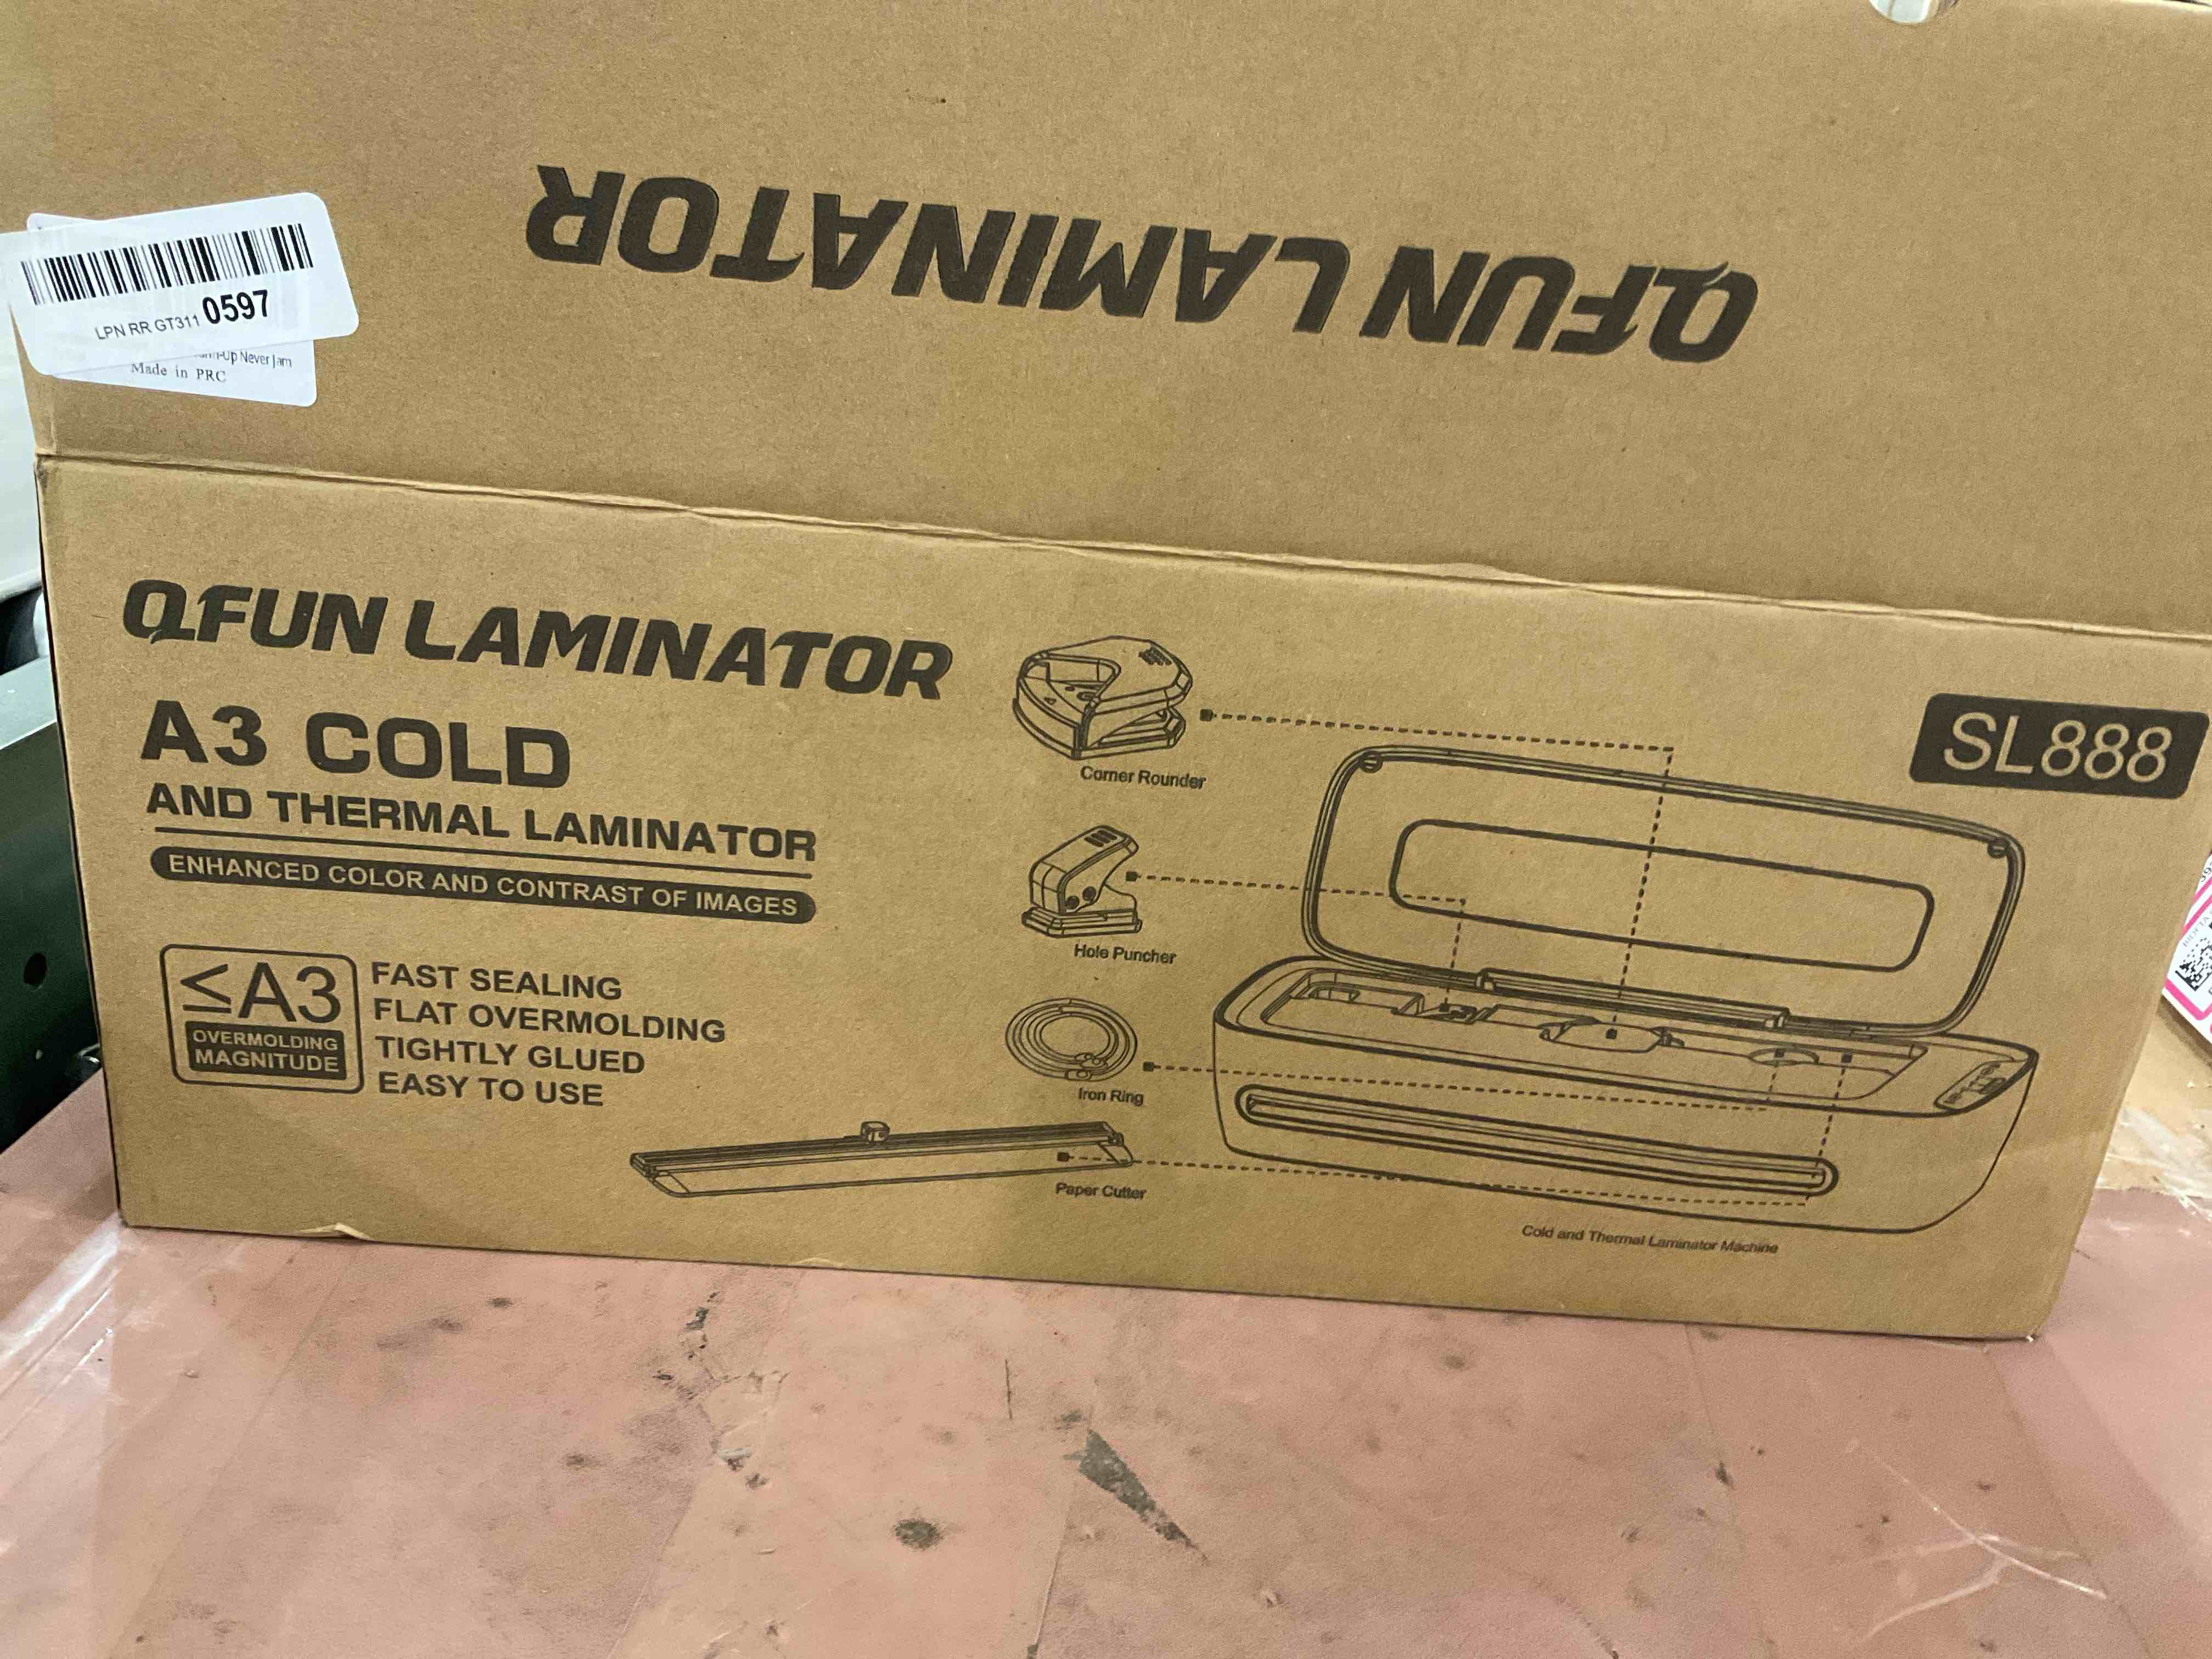 QFUN LAMINATOR
LPN RR GT311 0597
Never Jam
Made in PRC
QFUN LAMINATOR
A3 COLD
AND THERMAL LAMINATOR
ENHANCED COLOR AND CONTRAST OF IMAGES
≤A3
OVERMOLDING
MAGNITUDE
FAST SEALING
FLAT OVERMOLDING
TIGHTLY GLUED
EASY TO USE
Corner Rounder
Hole Puncher
Iron Ring
Paper Cutter
SL888
Cold and Thermal Laminator Machine